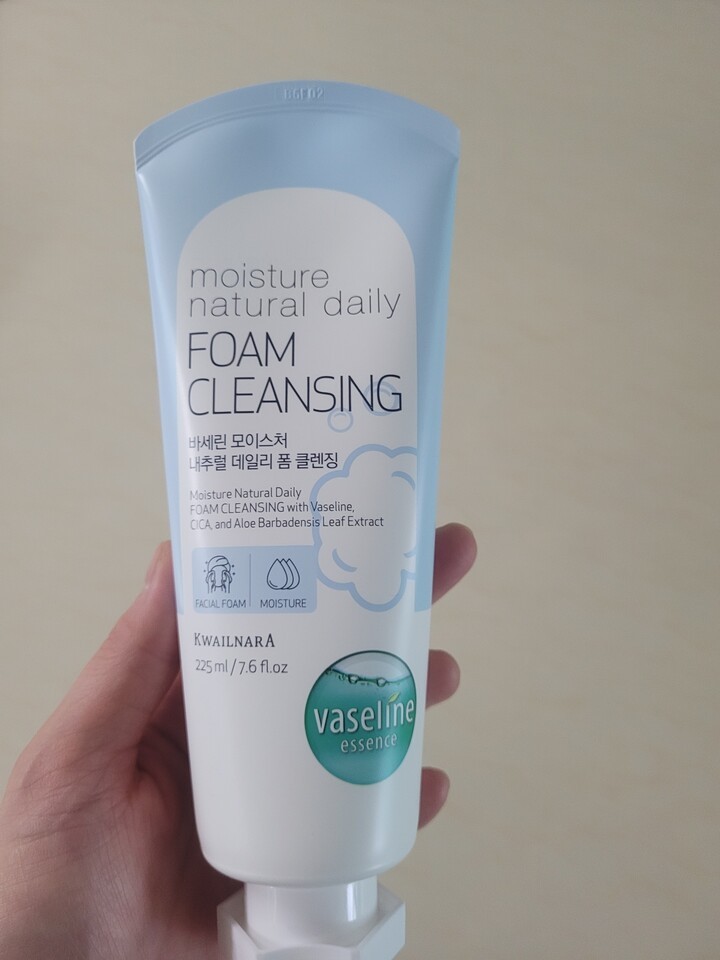 moisture
natural daily
FOAM
CLEANSING
바세린 모이스처
내추럴 데일리 폼 클렌징
Moisture Natural Daily
FOAM CLEANSING with Vaseline,
CICA, and Aloe Barbadensis Leaf Extract
FACIAL FOAM
MOISTURE
KWAILNARA
225 ml / 7.6 fl.oz
vaseline
essence